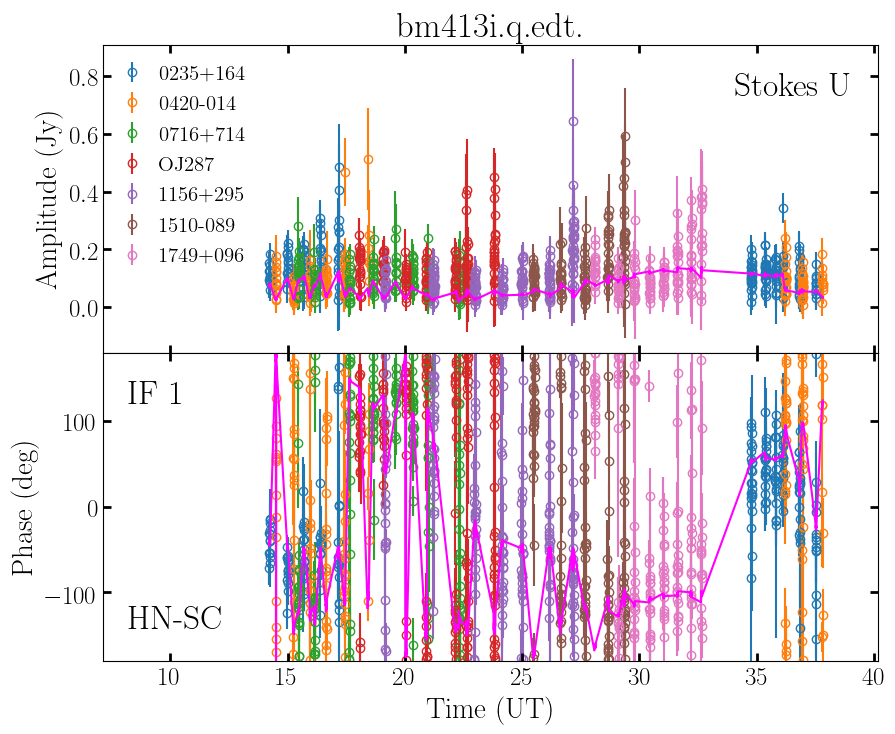 bm413i.q.edt.
Stokes U
0235+164
0420-014
0716+714
OJ287
1156+295
1510-089
1749+096
Amplitude (Jy)
0.8
0.6
0.4
0.2
0.0
IF 1
HN-SC
Phase (deg)
100
0
−100
10 15 20 25 30 35 40
Time (UT)